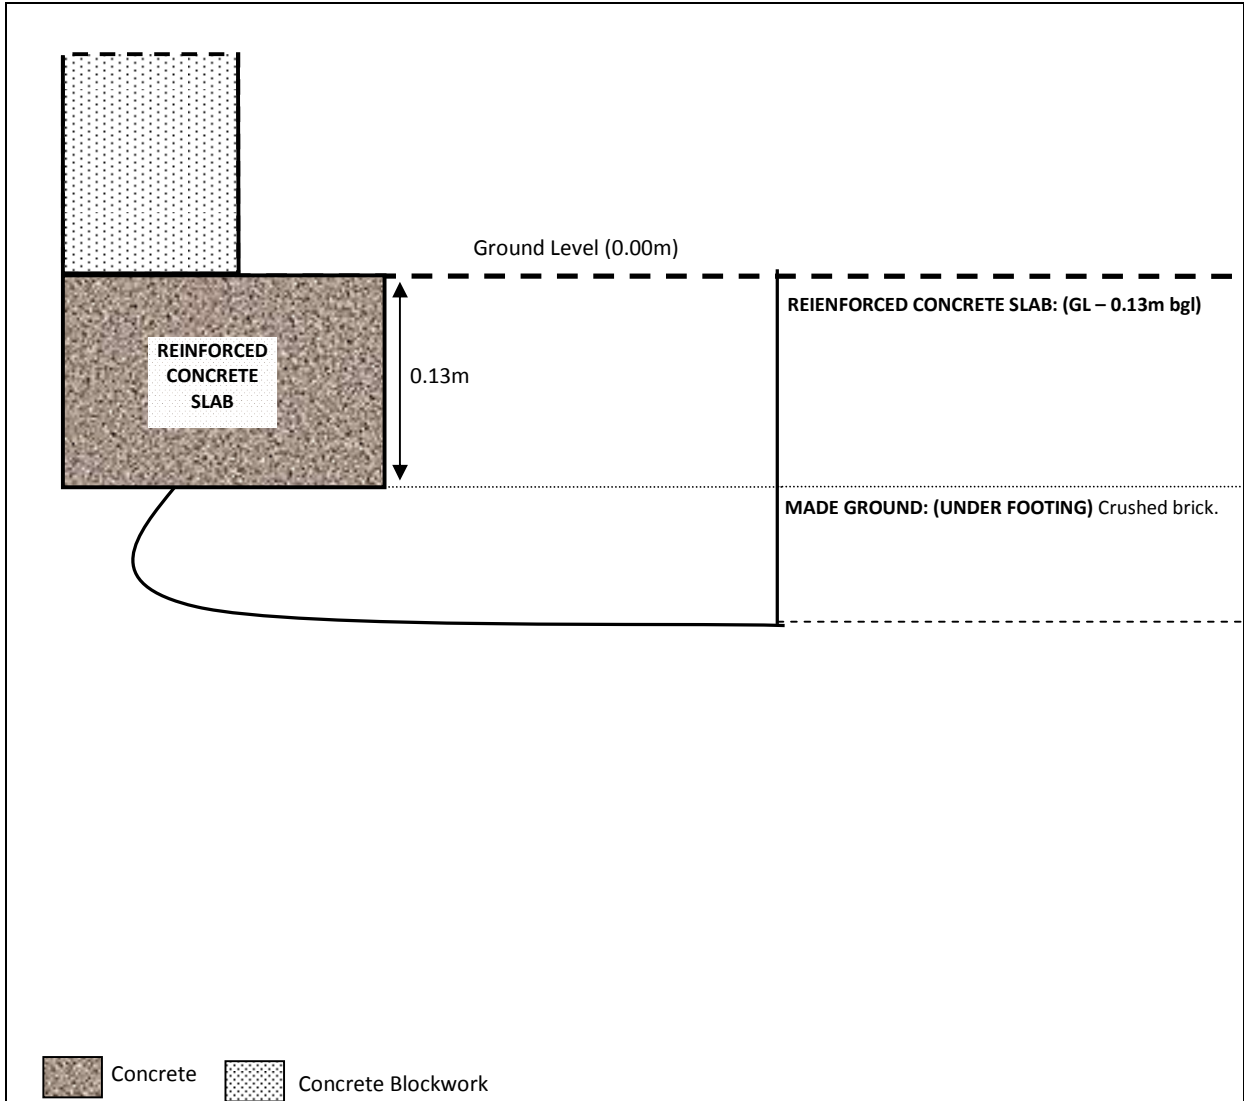 Ground Level (0.00m)
REIENFORCED CONCRETE SLAB: (GL – 0.13m bgl)
REINFORCED
CONCRETE
SLAB
0.13m
MADE GROUND: (UNDER FOOTING) Crushed brick.
Concrete
Concrete Blockwork